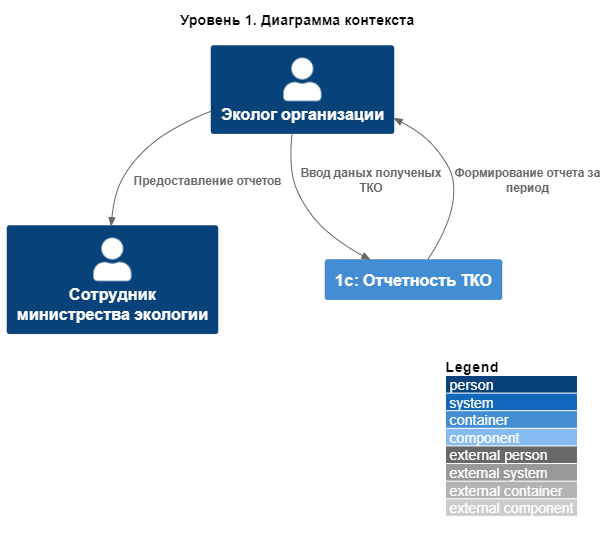 Уровень 1. Диаграмма контекста
Эколог организации
Предоставление отчетов
Ввод даных полученых
ТКО
Формирование отчета за
период
Сотрудник
министрества экологии
1с: Отчетность ТКО
Legend
person
system
container
component
external person
external system
external container
external component